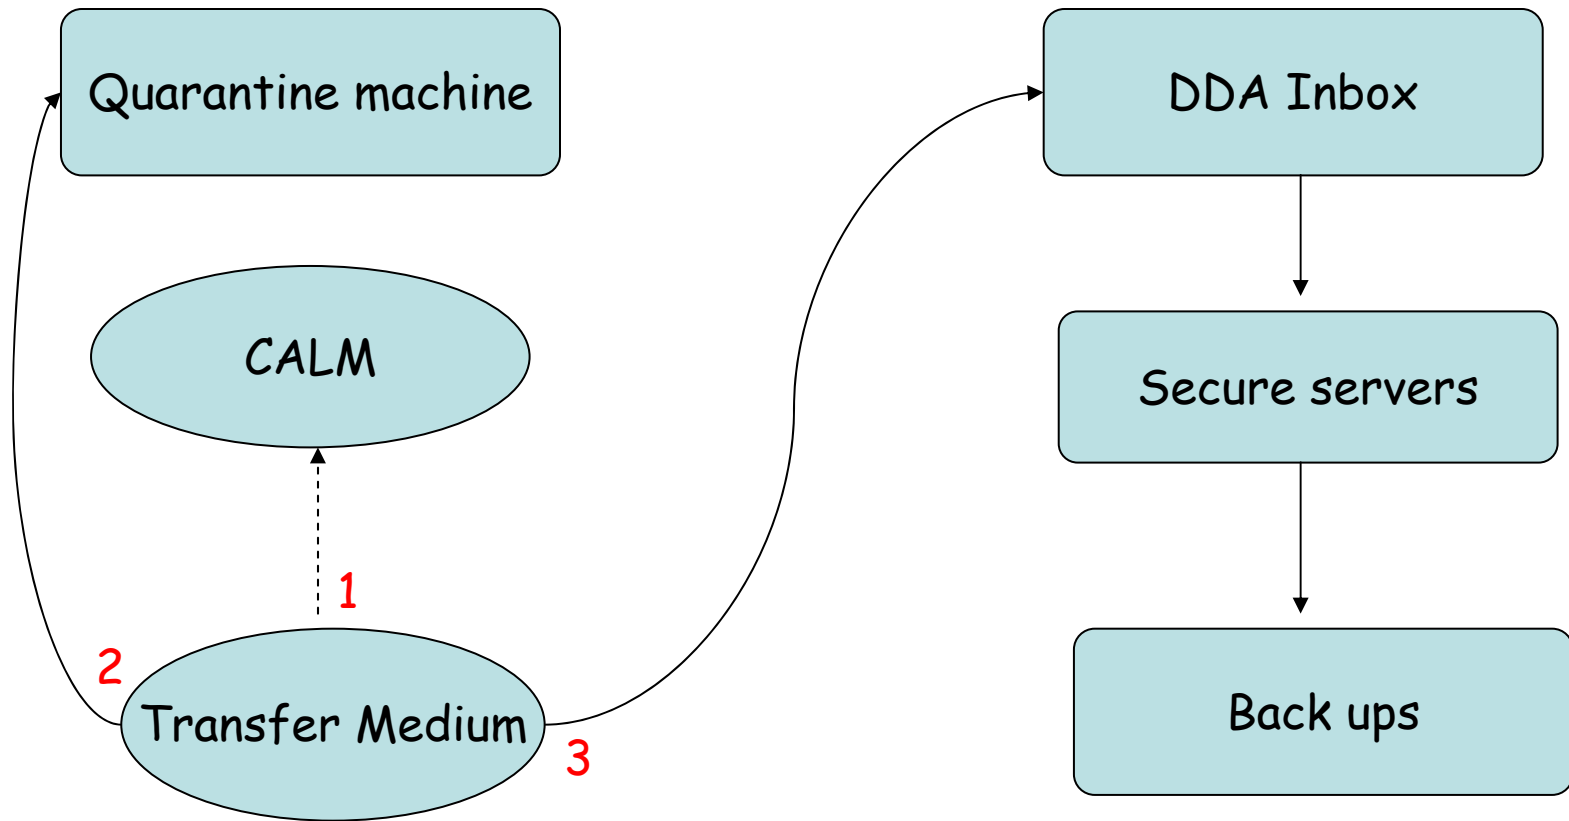 Quarantine machine
DDA Inbox
CALM
Secure servers
1
2
Transfer Medium
3
Back ups